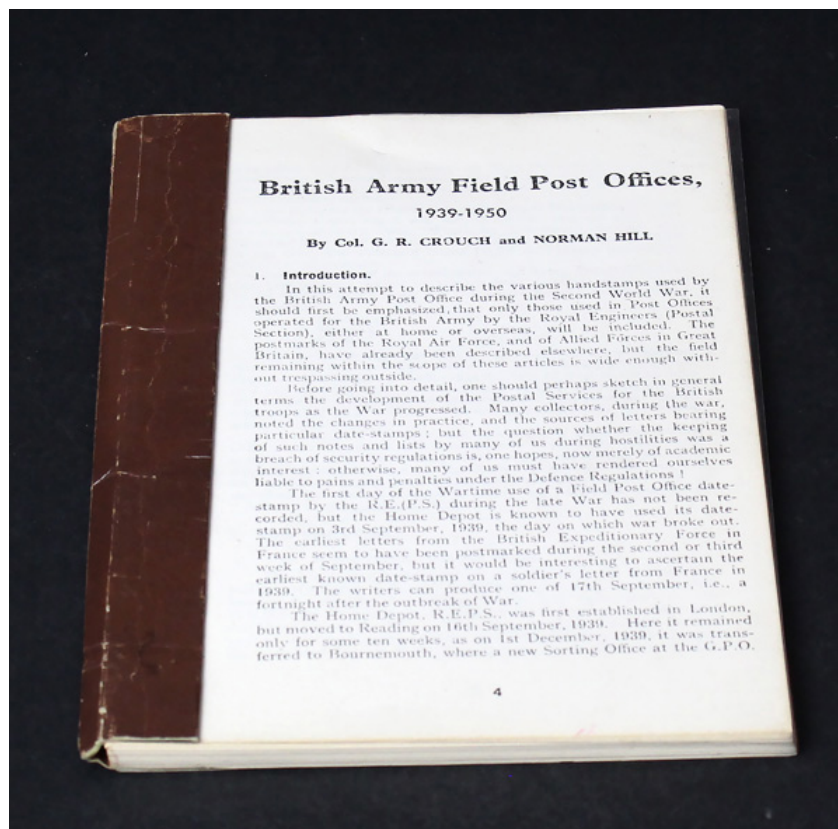 British Army Field Post Offices,
1939-1950
By Col. G. R. CROUCH and NORMAN HILL
1. Introduction.
In this attempt to describe the various handstamps used by
the British Army Post Office during the Second World War, it
should first be emphasized, that only those used in Post Offices
operated for the British Army by the Royal Engineers (Postal
Section), either at home or overseas, will be included. The
postmarks of the Royal Air Force, and of Allied Forces in Great
Britain, have already been described elsewhere, but the field
remaining within the scope of these articles is wide enough with-
out trespassing outside.
Before going into detail, one should perhaps sketch in general
terms the development of the Postal Services for the British
troops as the War progressed. Many collectors, during the war,
noted the changes in practice, and the sources of letters bearing
particular date-stamps ; but the question whether the keeping
of such notes and lists by many of us during hostilities was a
breach of security regulations is, one hopes, now merely of academic
interest : otherwise, many of us must have rendered ourselves
liable to pains and penalties under the Defence Regulations !
The first day of the Wartime use of a Field Post Office date-
stamp by the R.E.(P.S.) during the late War has not been re-
corded, but the Home Depot is known to have used its date-
stamp on 3rd September, 1939, the day on which war broke out.
The earliest letters from the British Expeditionary Force in
France seem to have been postmarked during the second or third
week of September, but it would be interesting to ascertain the
earliest known date-stamp on a soldier's letter from France in
1939. The writers can produce one of 17th September, i.e., a
fortnight after the outbreak of War.
The Home Depot, R.E.P.S., was first established in London,
but moved to Reading on 16th September, 1939. Here it remained
only for some ten weeks, as on 1st December, 1939, it was trans-
ferred to Bournemouth, where a new Sorting Office at the G.P.O.
4